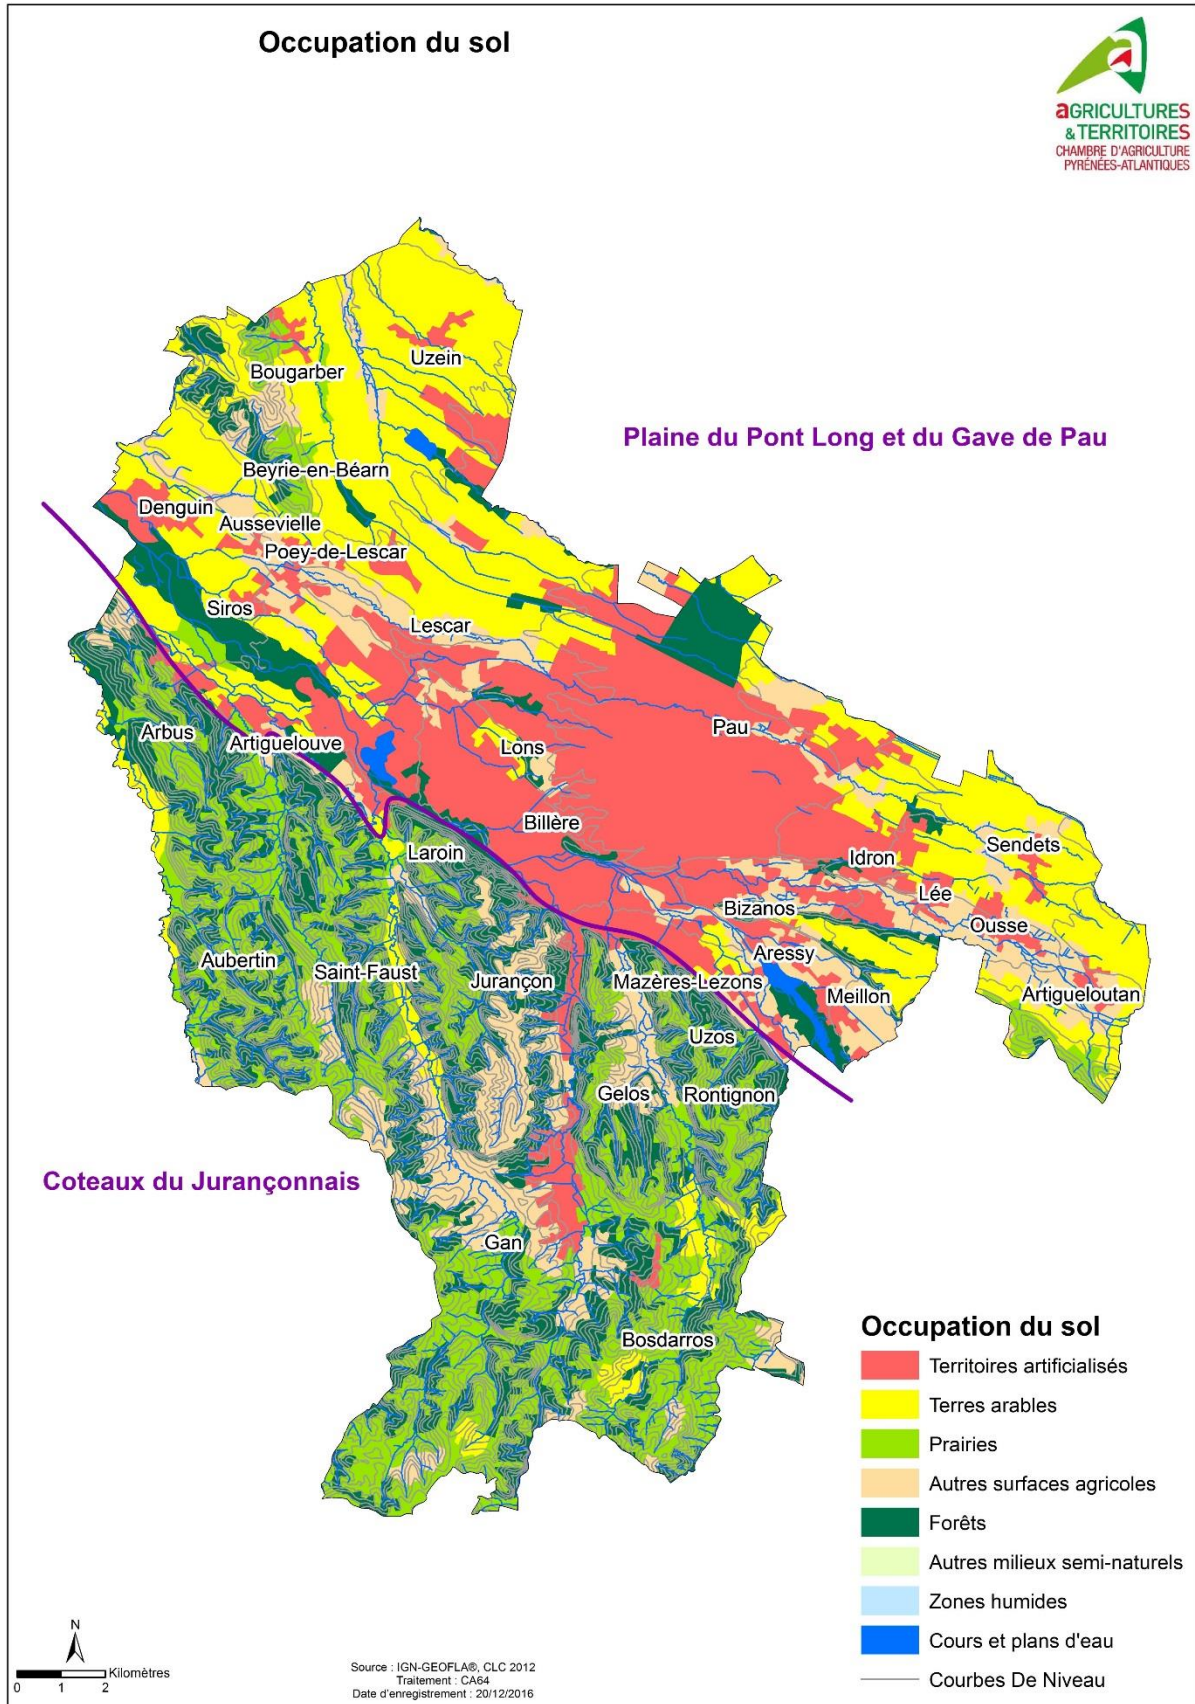 Occupation du sol
aGRICULTURES
& TERRITOIRES
CHAMBRE D'AGRICULTURE
PYRÉNÉES-ATLANTIQUES
Uzein
Bougarber
Plaine du Pont Long et du Gave de Pau
Beyrie-en-Béarn
Denguin
Aussevielle
Poey-de-Lescar
Siros
Lescar
Pau
Arbus
Artiguelouve
Lons
Billère
Laroin
Idron
Sendets
Lée
Bizanos
Ousse
Aressy
Aubertin
Saint-Faust
Jurançon
Mazères-Lezons
Meillon
Artigueloutan
Uzos
Gelos
Rontignon
Coteaux du Jurançonnais
Gan
Bosdarros
Occupation du sol
Territoires artificialisés
Terres arables
Prairies
Autres surfaces agricoles
Forêts
Autres milieux semi-naturels
Zones humides
Cours et plans d'eau
Courbes De Niveau
N
Kilomètres
0 1 2
Source : IGN-GEOFLA®, CLC 2012
Traitement : CA64
Date d'enregistrement : 20/12/2016